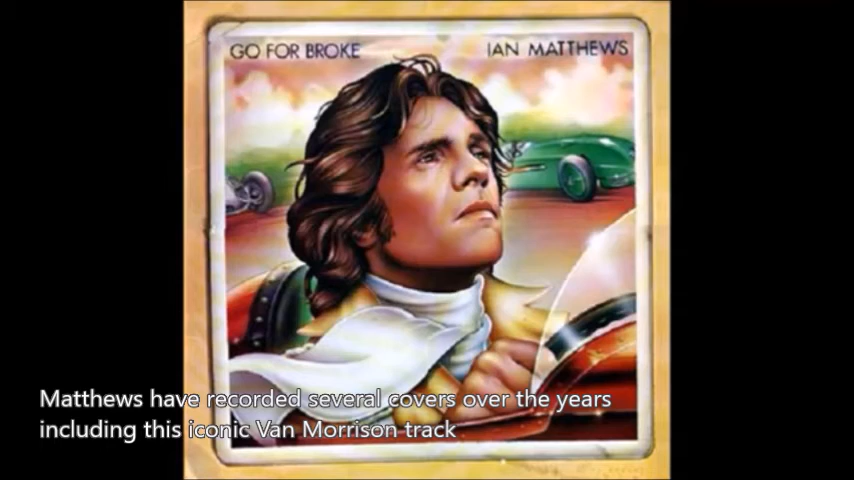 GO FOR BROKE IAN MATTHEWS
Matthews have recorded several covers over the years
including this iconic Van Morrison track